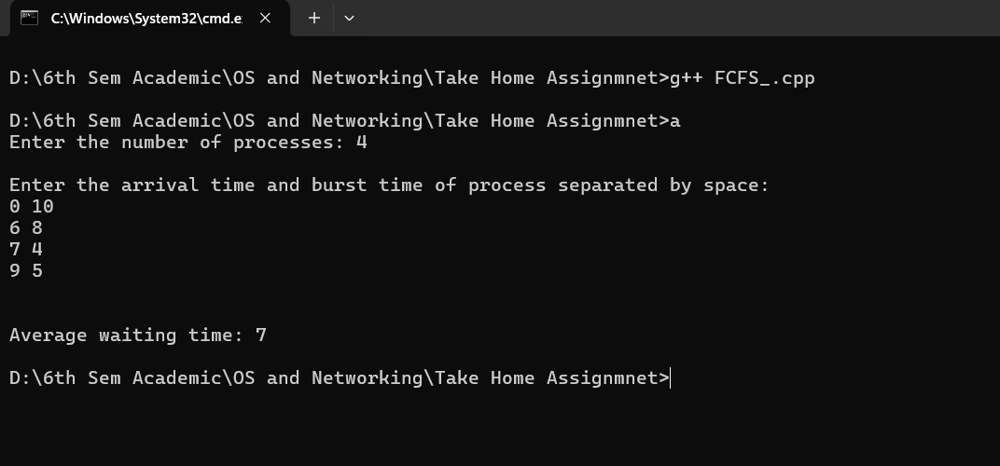 C:\Windows\System32\cmd.e
D:\6th Sem Academic\OS and Networking\Take Home Assignmnet>g++ FCFS_.cpp
D:\6th Sem Academic\OS and Networking\Take Home Assignmnet>a
Enter the number of processes: 4
Enter the arrival time and burst time of process separated by space:
0 10
6 8
7 4
9 5
Average waiting time: 7
D:\6th Sem Academic\OS and Networking\Take Home Assignmnet>